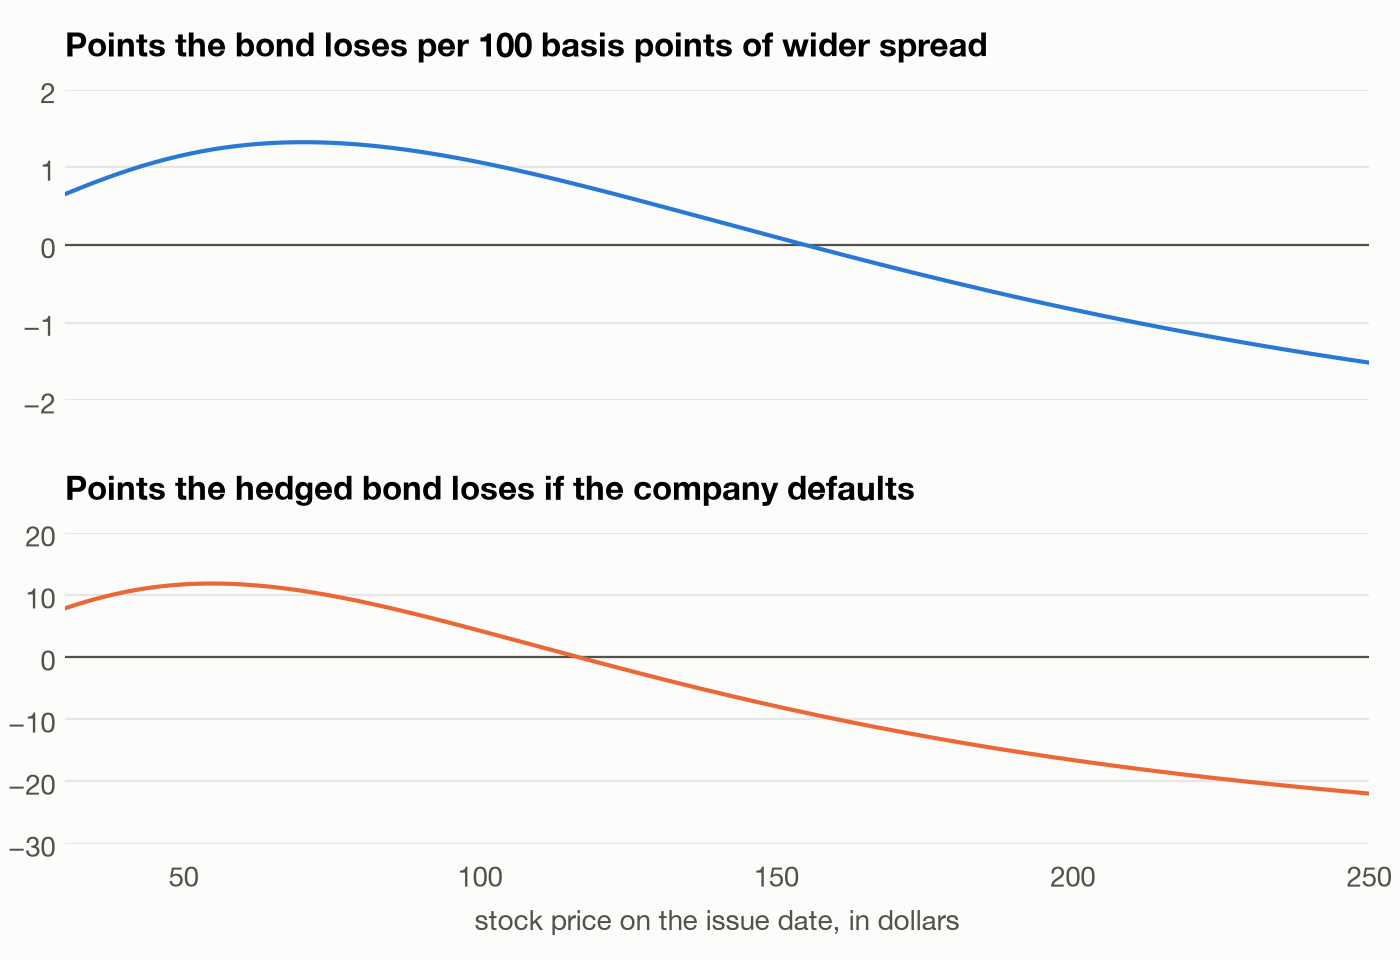 Points the bond loses per 100 basis points of wider spread
2
1
0
−1
−2
Points the hedged bond loses if the company defaults
20
10
0
−10
−20
−30
50 100 150 200 250
stock price on the issue date, in dollars